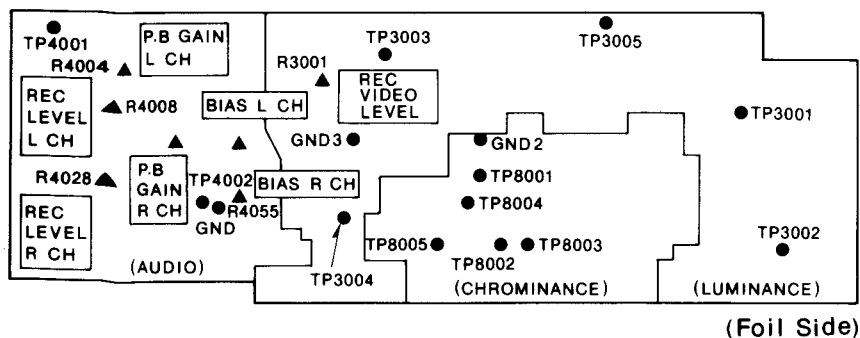 TP4001
P.B GAIN
L CH
R4004
REC
LEVEL
L CH
R4008
BIAS L CH
R3001
TP3003
REC
VIDEO
LEVEL
TP3005
TP3001
GND3
GND2
R4028
P.B
GAIN
R CH
TP4002
BIAS R CH
TP8001
TP8004
REC
LEVEL
R CH
R4055
GND
TP8005
TP8002
TP8003
TP3002
TP3004
(AUDIO)
(CHROMINANCE)
(LUMINANCE)
(Foil Side)